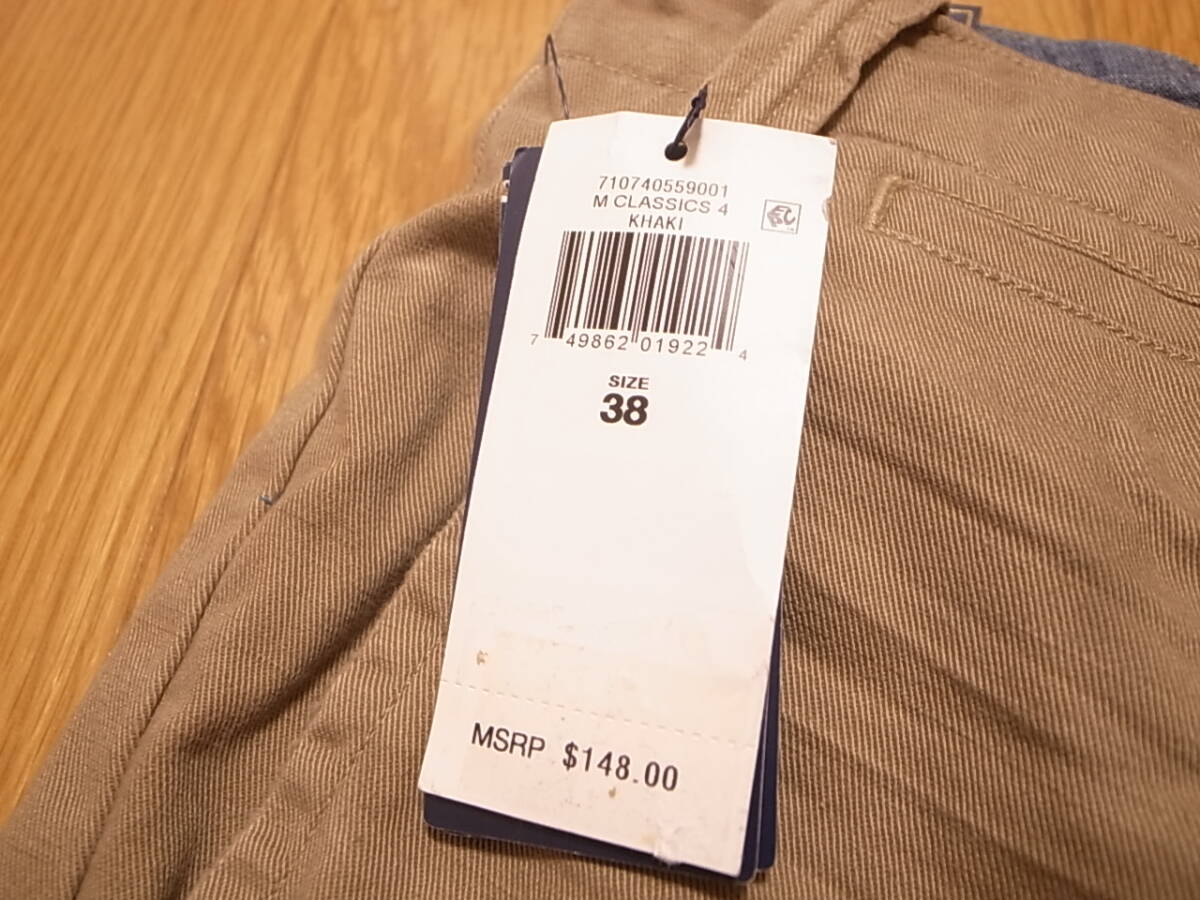 710740559001
M CLASSICS 4
KHAKI
7 49862 01922 4
SIZE
38
MSRP $148.00